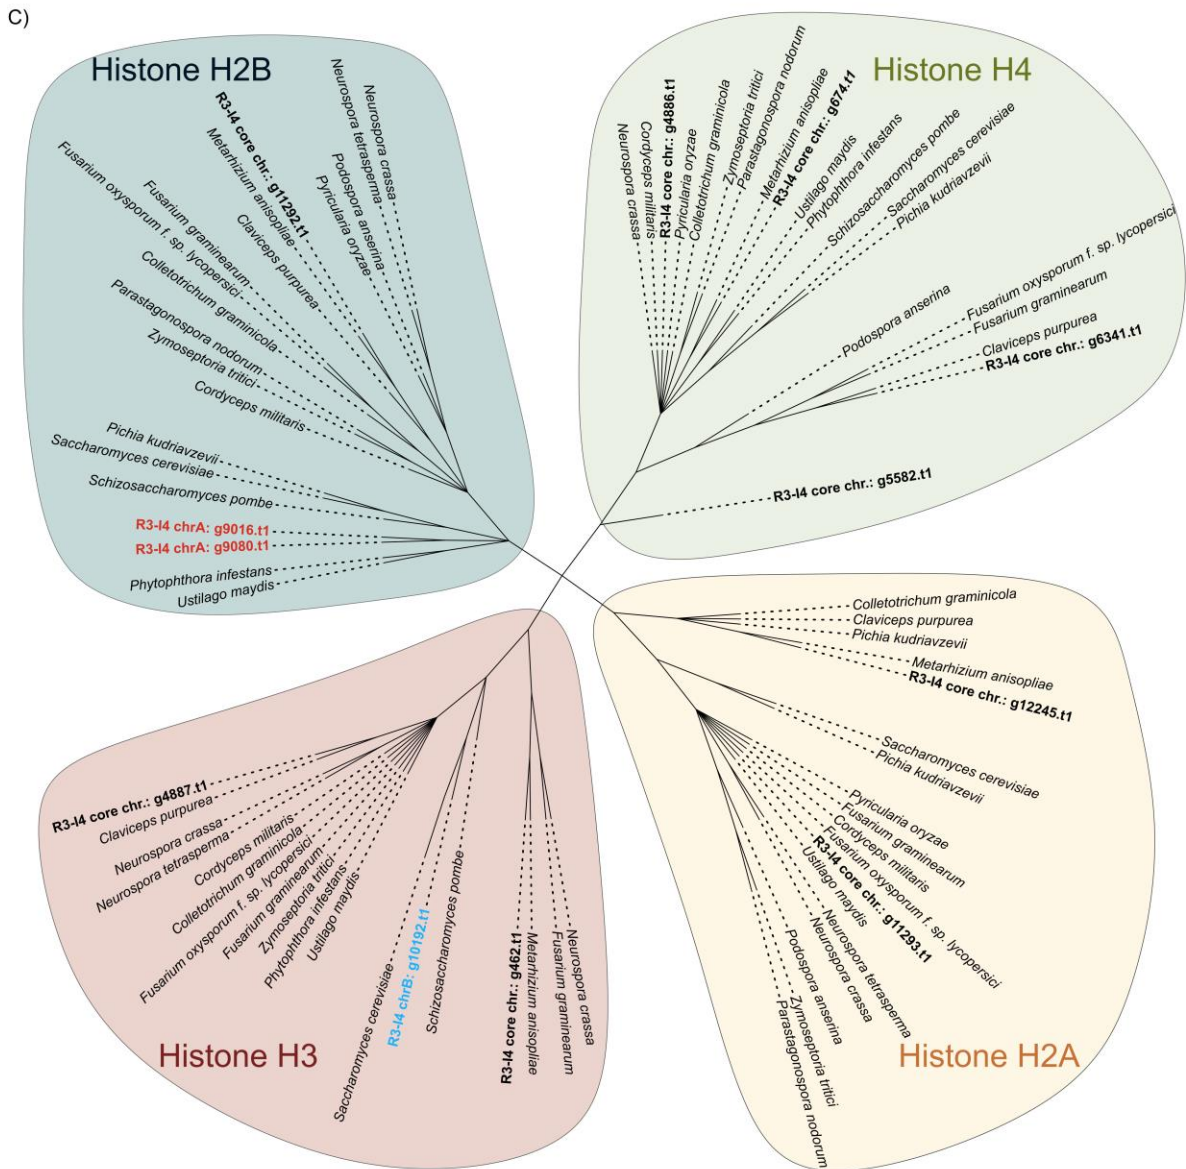 C)
Histone H2B
Neurospora crassa
Neurospora tetrasperma
Podospora anserina
Pyricularia oryzae
R3-I4 core chr.: g11292.t1
Metarhizium anisopliae
Claviceps purpurea
Fusarium graminearum
Fusarium oxysporum f. sp. lycopersici
Colletotrichum graminicola
Parastagonospora nodorum
Zymoseptoria tritici
Cordyceps militaris
Pichia kudriavzevii
Saccharomyces cerevisiae
Schizosaccharomyces pombe
R3-I4 chrA: g9016.t1
R3-I4 chrA: g9080.t1
Phytophthora infestans
Ustilago maydis
Histone H4
Neurospora crassa
Cordyceps militaris
R3-I4 core chr.: g4886.t1
Pyricularia oryzae
Colletotrichum graminicola
Zymoseptoria tritici
Parastagonospora nodorum
Metarhizium anisopliae
R3-I4 core chr.: g674.t1
Ustilago maydis
Phytophthora infestans
Schizosaccharomyces pombe
Saccharomyces cerevisiae
Pichia kudriavzevii
Podospora anserina
Fusarium oxysporum f. sp. lycopersici
Fusarium graminearum
Claviceps purpurea
R3-I4 core chr.: g6341.t1
R3-I4 core chr.: g5582.t1
R3-I4 core chr.: g4887.t1
Claviceps purpurea
Neurospora crassa
Neurospora tetrasperma
Cordyceps militaris
Colletotrichum graminicola
Fusarium oxysporum f. sp. lycopersici
Fusarium graminearum
Zymoseptoria tritici
Phytophthora infestans
Ustilago maydis
Saccharomyces cerevisiae
R3-I4 chrB: g10192.t1
Schizosaccharomyces pombe
R3-I4 core chr.: g462.t1
Metarhizium anisopliae
Fusarium graminearum
Neurospora crassa
Histone H3
Colletotrichum graminicola
Claviceps purpurea
Pichia kudriavzevii
Metarhizium anisopliae
R3-I4 core chr.: g12245.t1
Saccharomyces cerevisiae
Pichia kudriavzevii
Pyricularia oryzae
Fusarium graminearum
Cordyceps militaris
Fusarium oxysporum f. sp. lycopersici
R3-I4 core chr.: g11293.t1
Ustilago maydis
Neurospora tetrasperma
Neurospora crassa
Podospora anserina
Zymoseptoria tritici
Parastagonospora nodorum
Histone H2A